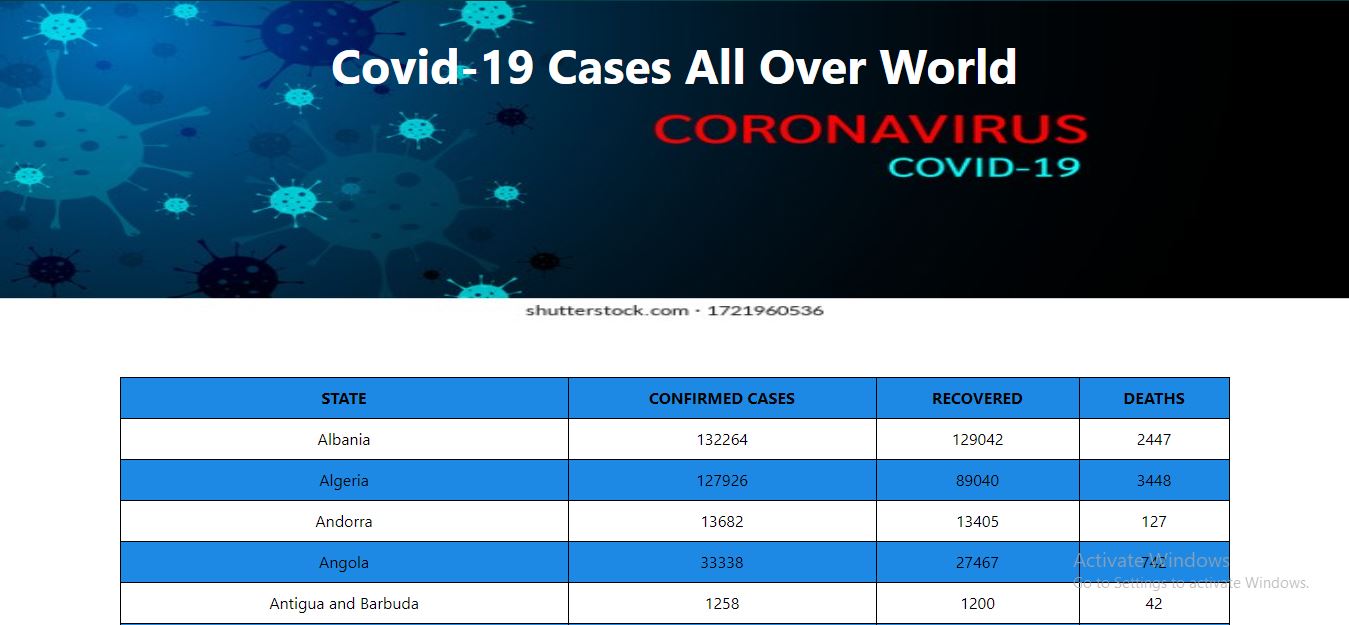 Covid-19 Cases All Over World
CORONAVIRUS
COVID-19
shutterstock.com · 1721960536
STATE CONFIRMED CASES RECOVERED DEATHS
Albania 132264 129042 2447
Algeria 127926 89040 3448
Andorra 13682 13405 127
Angola 33338 27467 742
Antigua and Barbuda 1258 1200 42
Activate Windows
Go to Settings to activate Windows.